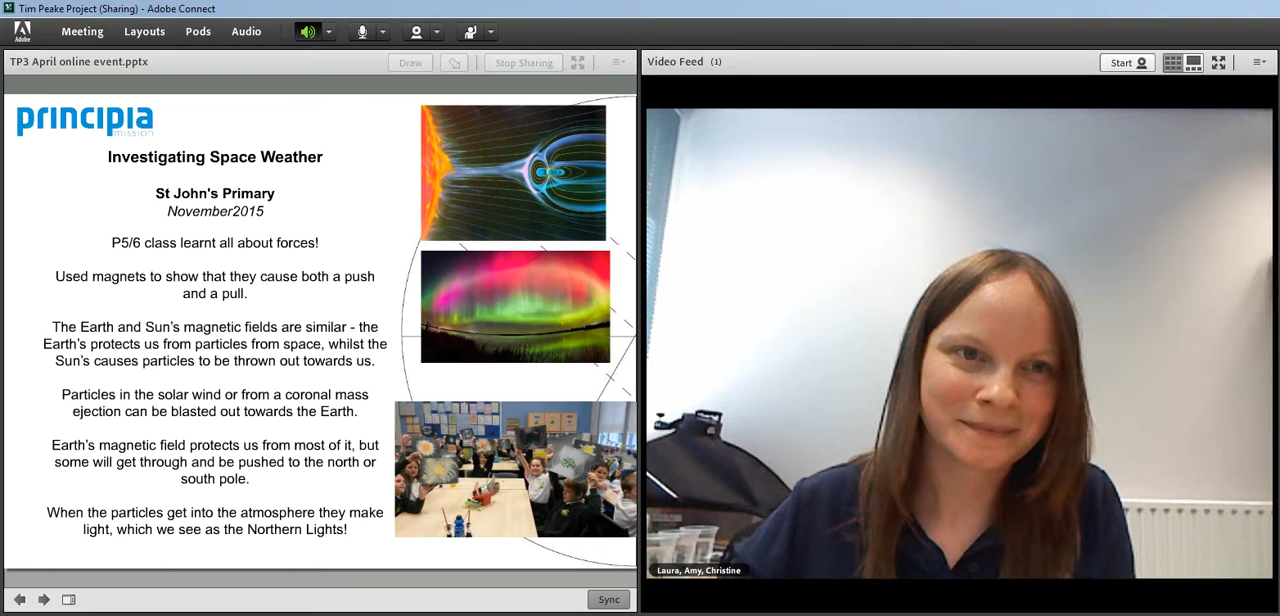 Tim Peake Project (Sharing) - Adobe Connect
Adobe
Meeting
Layouts
Pods
Audio
TP3 April online event.pptx
Draw
Stop Sharing
principia
mission
Investigating Space Weather
St John's Primary
November2015
P5/6 class learnt all about forces!
Used magnets to show that they cause both a push
and a pull.
The Earth and Sun's magnetic fields are similar - the
Earth's protects us from particles from space, whilst the
Sun's causes particles to be thrown out towards us.
Particles in the solar wind or from a coronal mass
ejection can be blasted out towards the Earth.
Earth's magnetic field protects us from most of it, but
some will get through and be pushed to the north or
south pole.
When the particles get into the atmosphere they make
light, which we see as the Northern Lights!
Sync
Video Feed (1)
Start
Laura, Amy, Christine